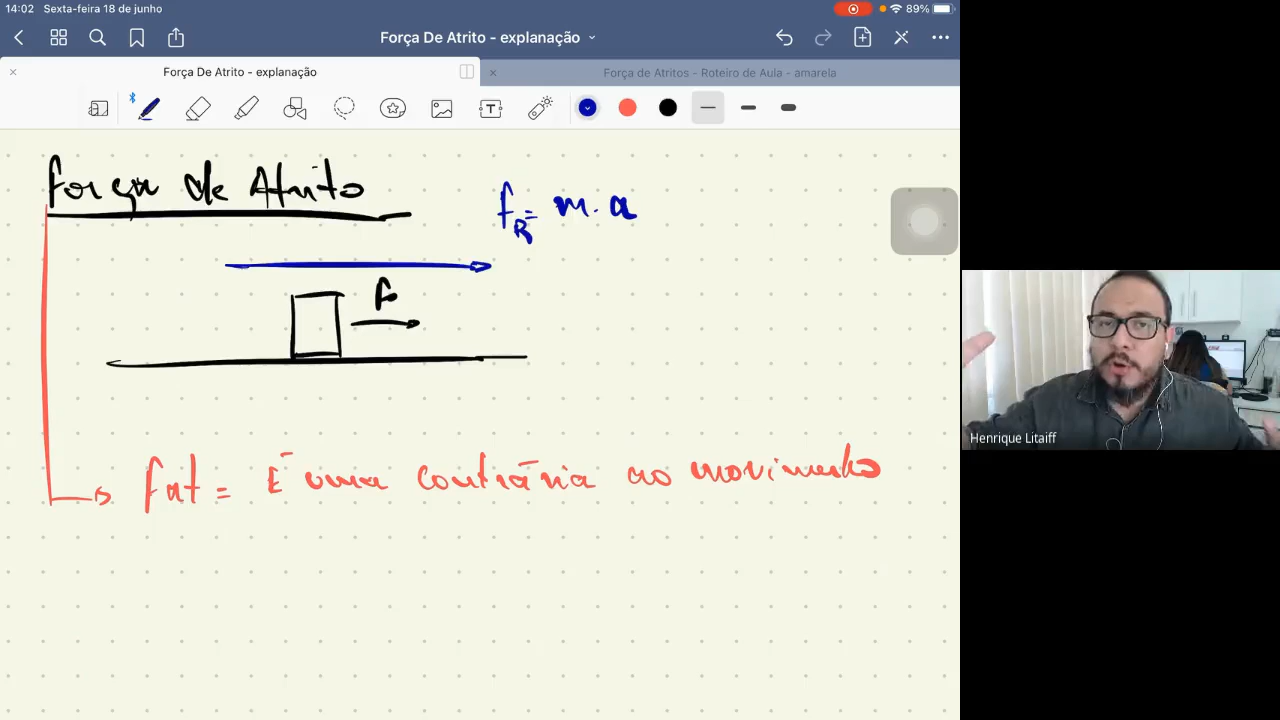 14:02 Sexta-feira 18 de junho
89%
Força De Atrito - explanação
Força De Atrito - explanação
Força de Atritos - Roteiro de Aula - amarela
T
Força de Atrito
fR = m.a
F
Fat = É uma contrária ao movimento
Henrique Litaiff